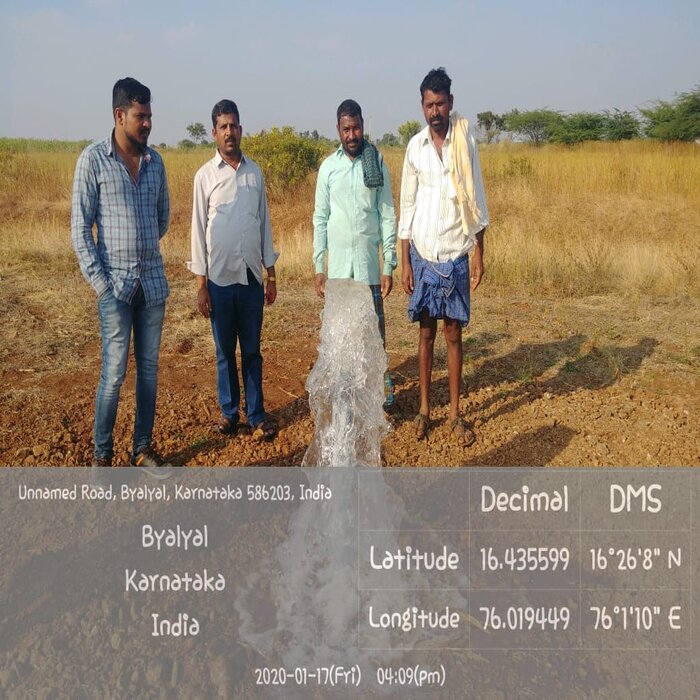 Unnamed Road, Byalyal, Karnataka 586203, India
Byalyal
Karnataka
India
Decimal DMS
Latitude 16.435599 16°26'8" N
Longitude 76.019449 76°1'10" E
2020-01-17(Fri) 04:09(pm)